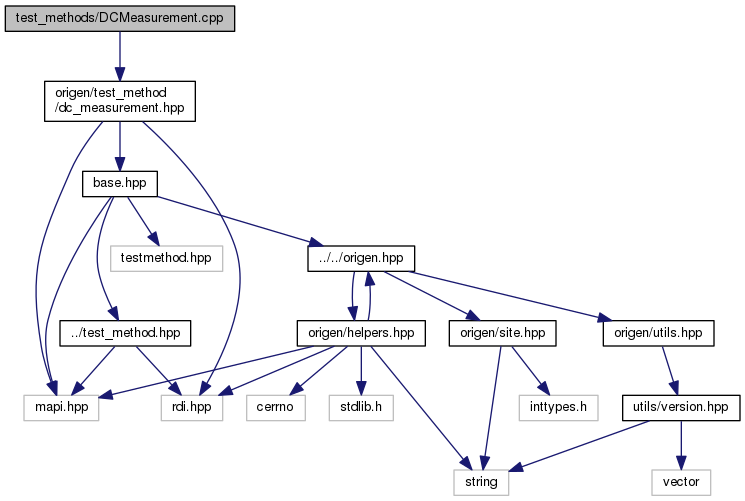 test_methods/DCMeasurement.cpp
origen/test_method
/dc_measurement.hpp
base.hpp
testmethod.hpp
../../origen.hpp
../test_method.hpp
origen/helpers.hpp
origen/site.hpp
origen/utils.hpp
mapi.hpp
rdi.hpp
cerrno
stdlib.h
inttypes.h
utils/version.hpp
string
vector